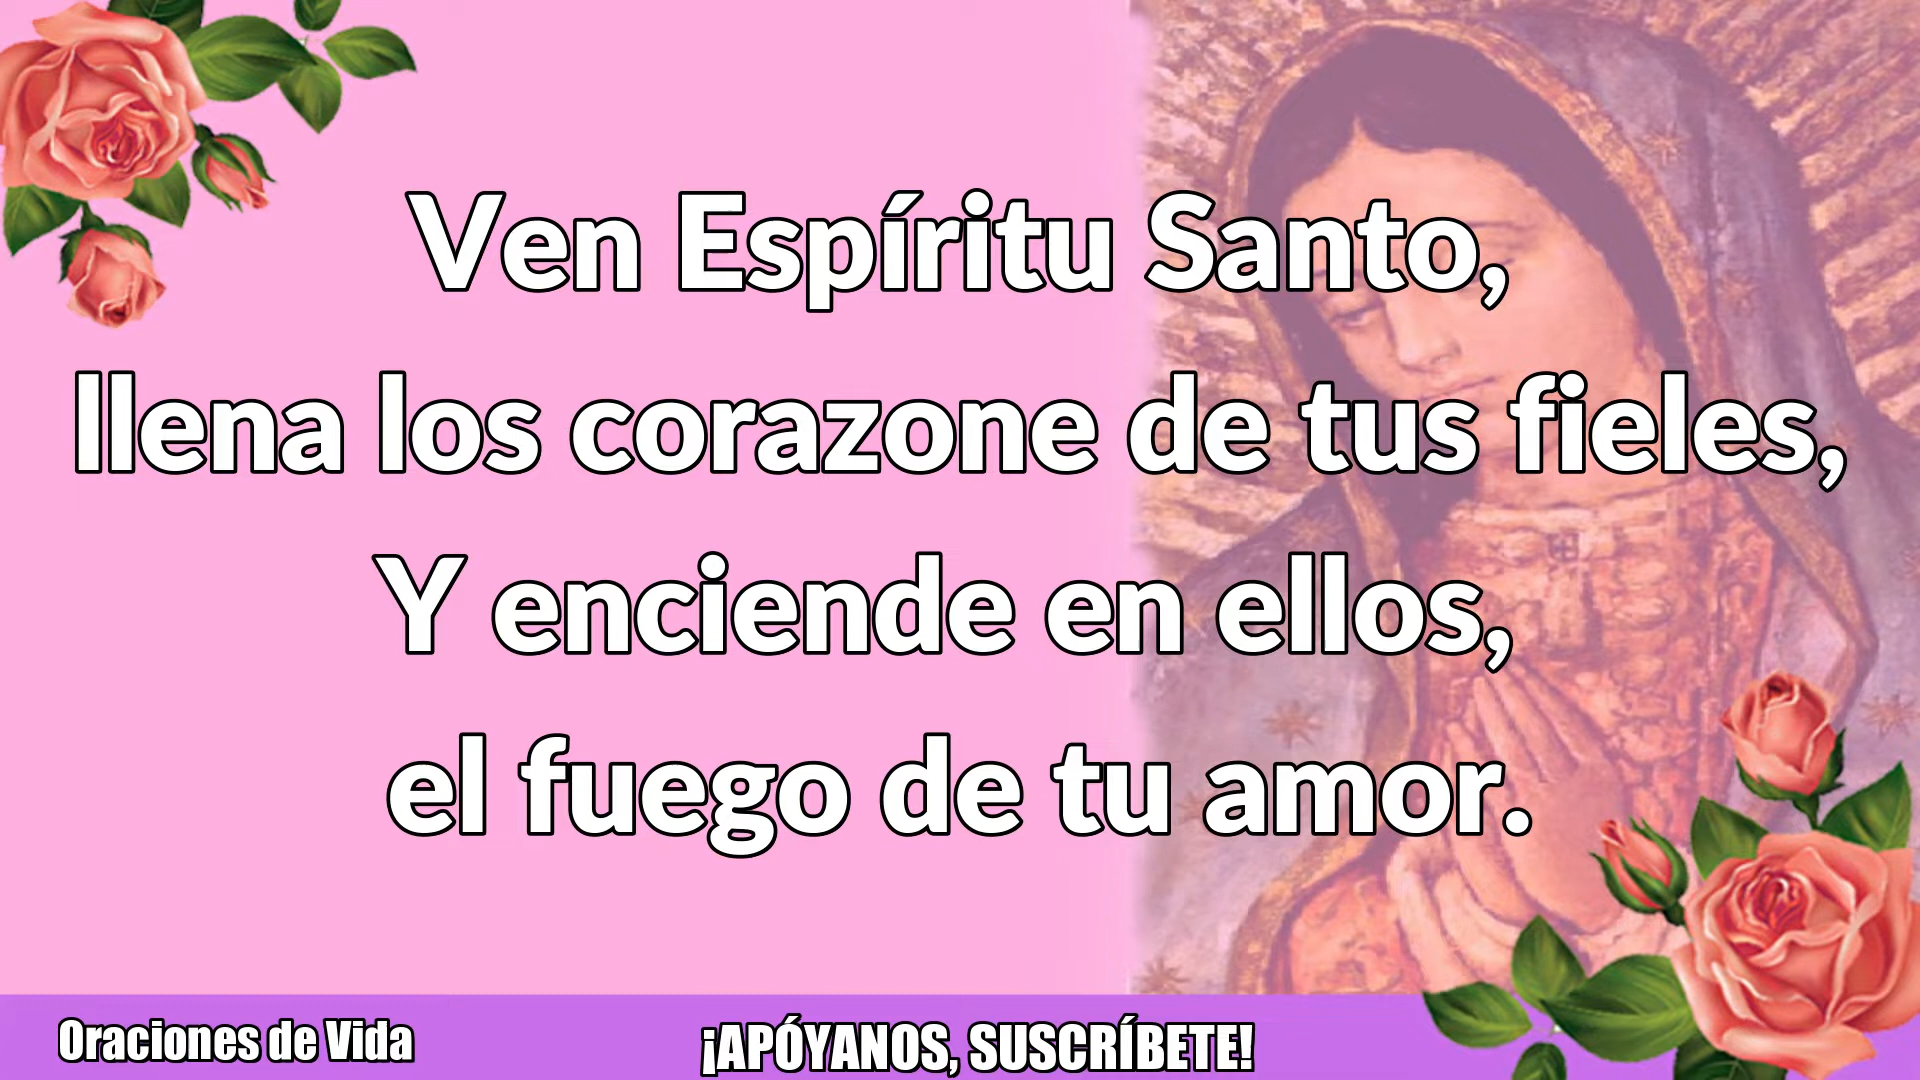 Ven Espíritu Santo,
llena los corazone de tus fieles,
Y enciende en ellos,
el fuego de tu amor.
Oraciones de Vida
¡APÓYANOS, SUSCRÍBETE!